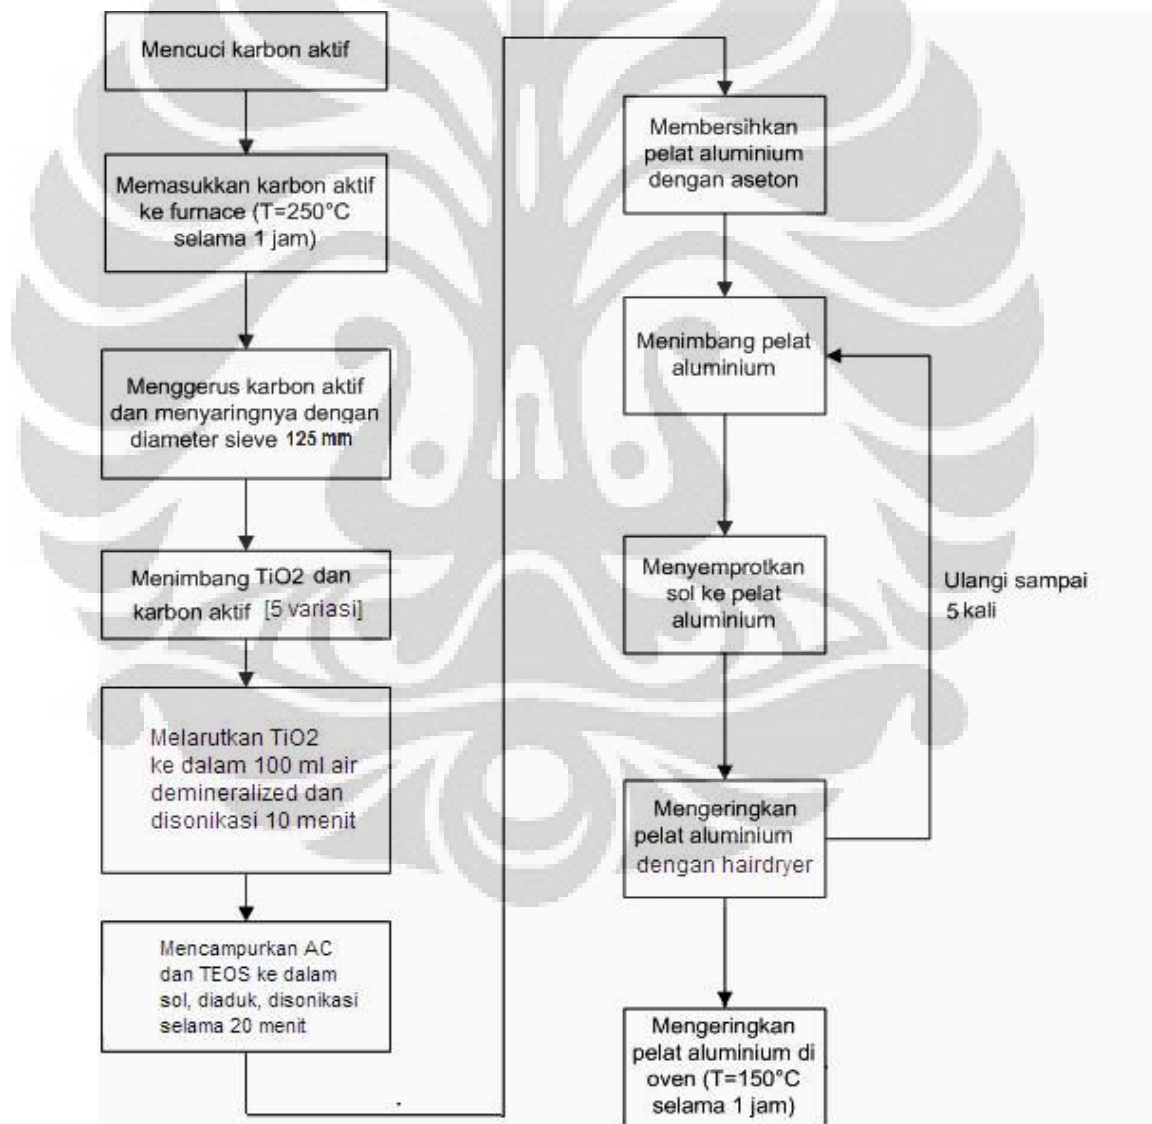 Mencuci karbon aktif
Memasukkan karbon aktif
ke furnace (T=250°C
selama 1 jam)
Menggerus karbon aktif
dan menyaringnya dengan
diameter sieve 125 mm
Menimbang TiO2 dan
karbon aktif [5 variasi]
Melarutkan TiO2
ke dalam 100 ml air
demineralized dan
disonikasi 10 menit
Mencampurkan AC
dan TEOS ke dalam
sol, diaduk, disonikasi
selama 20 menit
Membersihkan
pelat aluminium
dengan aseton
Menimbang pelat
aluminium
Menyemprotkan
sol ke pelat
aluminium
Mengeringkan
pelat aluminium
dengan hairdryer
Ulangi sampai
5 kali
Mengeringkan
pelat aluminium di
oven (T=150°C
selama 1 jam)